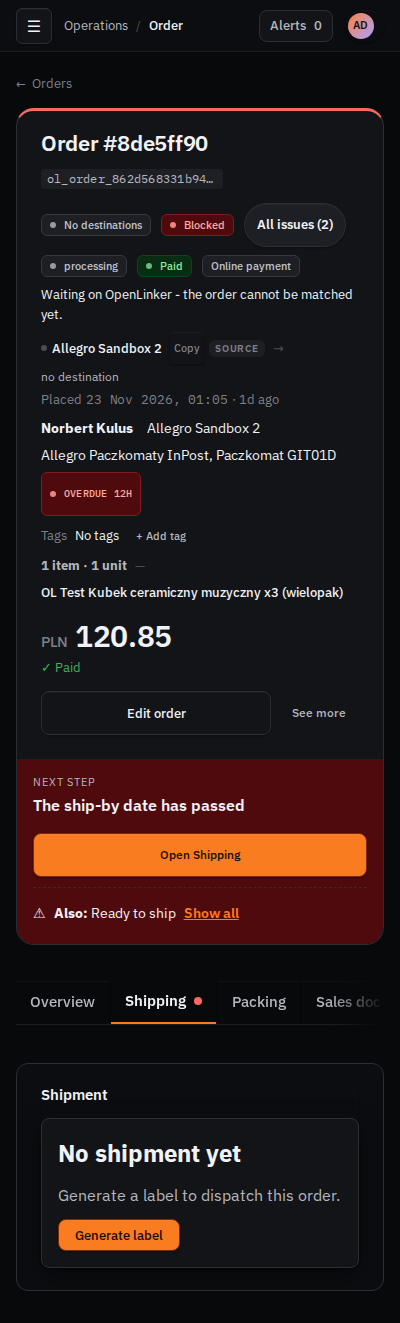 ☰ Operations / Order Alerts 0 AD
← Orders
Order #8de5ff90
ol_order_862d568331b94…
No destinations Blocked All issues (2)
processing Paid Online payment
Waiting on OpenLinker - the order cannot be matched
yet.
Allegro Sandbox 2 Copy SOURCE →
no destination
Placed 23 Nov 2026, 01:05 · 1d ago
Norbert Kulus Allegro Sandbox 2
Allegro Paczkomaty InPost, Paczkomat GIT01D
OVERDUE 12H
Tags No tags + Add tag
1 item · 1 unit —
OL Test Kubek ceramiczny muzyczny x3 (wielopak)
PLN 120.85
✓ Paid
Edit order See more
NEXT STEP
The ship-by date has passed
Open Shipping
⚠ Also: Ready to ship Show all
Overview Shipping Packing Sales doc
Shipment
No shipment yet
Generate a label to dispatch this order.
Generate label